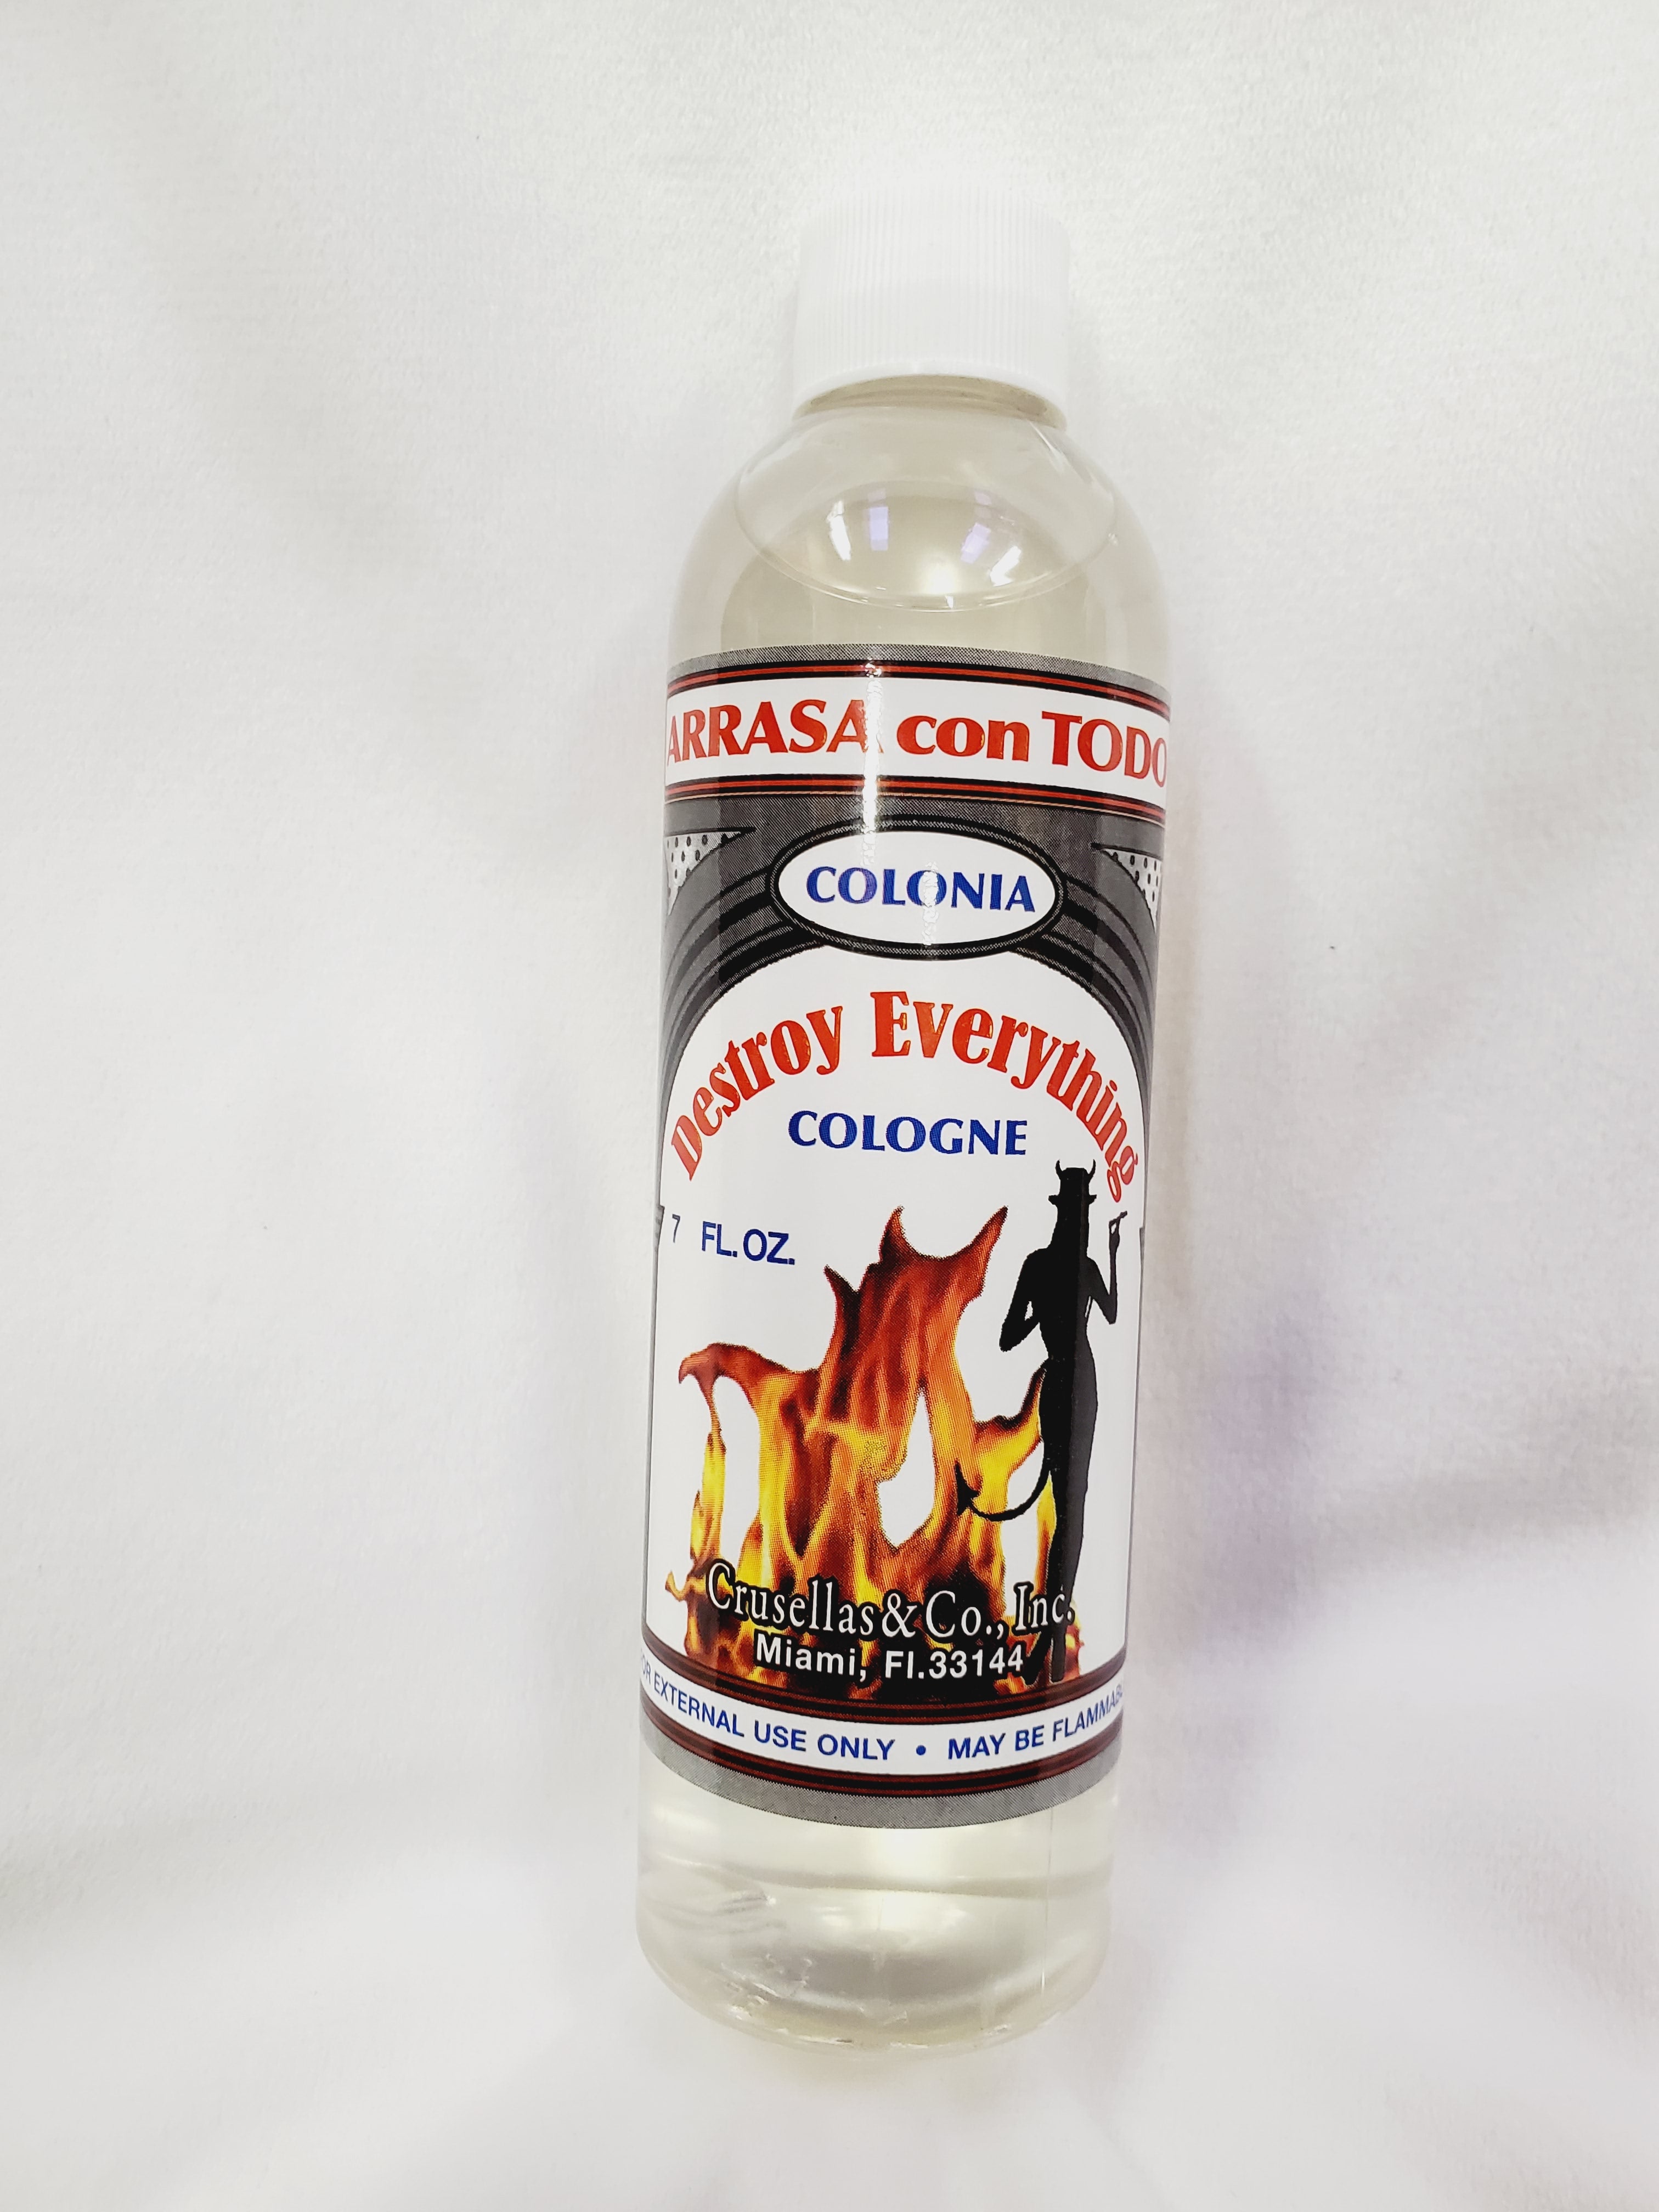 ARRASA con TODO
COLONIA
Destroy Everything
COLOGNE
7 FL.OZ.
Crusellas & Co., Inc.
Miami, Fl.33144
EXTERNAL USE ONLY • MAY BE